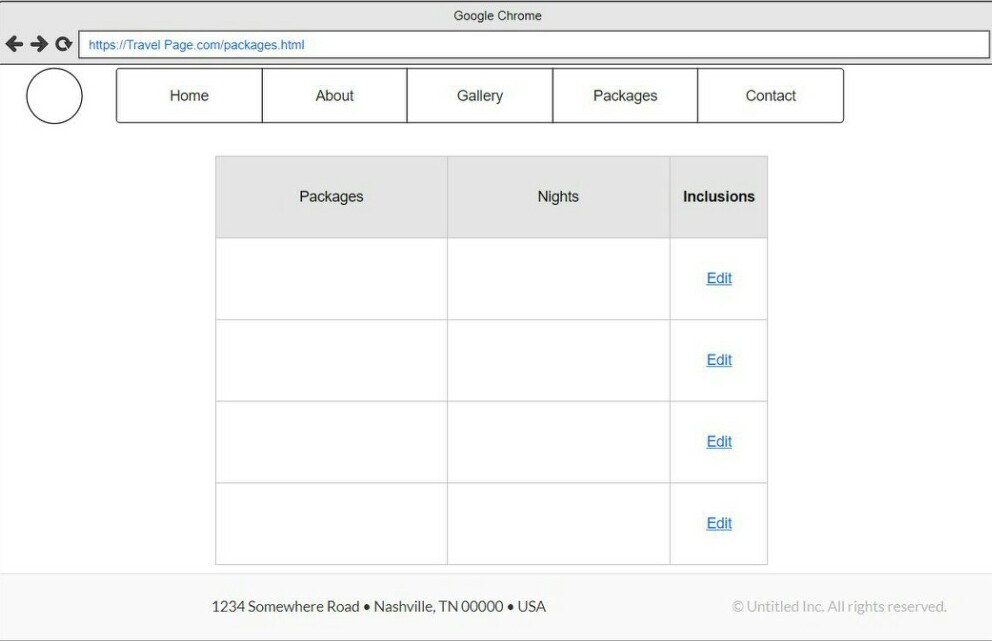 Google Chrome
https://Travel Page.com/packages.html
Home About Gallery Packages Contact
Packages Nights Inclusions
Edit
Edit
Edit
Edit
1234 Somewhere Road • Nashville, TN 00000 • USA © Untitled Inc. All rights reserved.